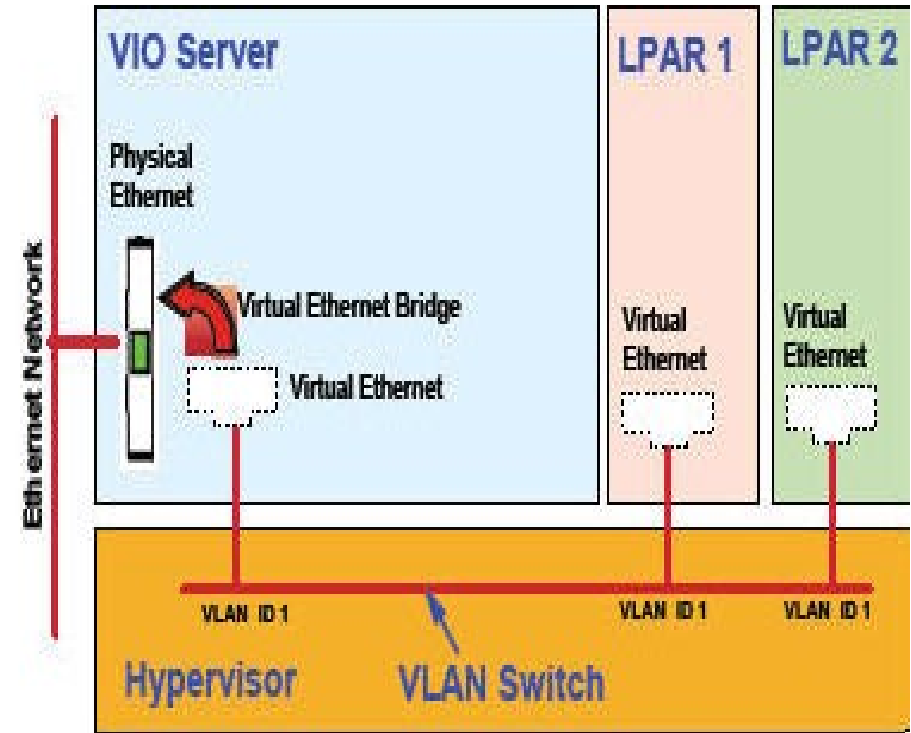 VIO Server
LPAR 1
LPAR 2
Physical
Ethernet
Virtual Ethernet Bridge
Virtual Ethernet
Virtual
Ethernet
Virtual
Ethernet
Ethernet Network
VLAN ID 1
VLAN ID 1
VLAN ID 1
Hypervisor
VLAN Switch